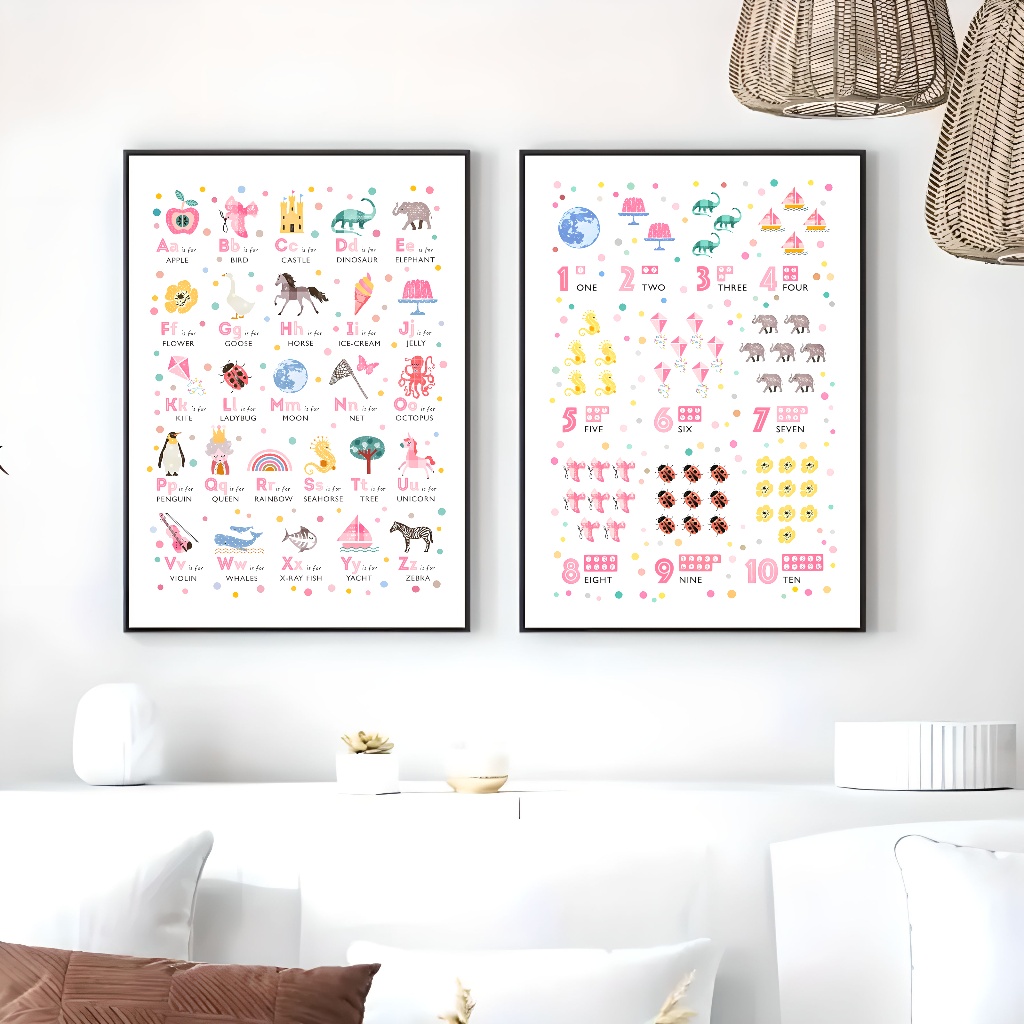 Aa is for Bb is for Cc is for Dd is for Ee is for
APPLE BIRD CASTLE DINOSAUR ELEPHANT
Ff is for Gg is for Hh is for Ii is for Jj is for
FLOWER GOOSE HORSE ICE-CREAM JELLY
Kk is for Ll is for Mm is for Nn is for Oo is for
KITE LADYBUG MOON NET OCTOPUS
Pp is for Qq is for Rr is for Ss is for Tt is for Uu is for
PENGUIN QUEEN RAINBOW SEAHORSE TREE UNICORN
Vv is for Ww is for Xx is for Yy is for Zz is for
VIOLIN WHALES X-RAY FISH YACHT ZEBRA
1 ONE 2 TWO 3 THREE 4 FOUR
5 FIVE 6 SIX 7 SEVEN
8 EIGHT 9 NINE 10 TEN